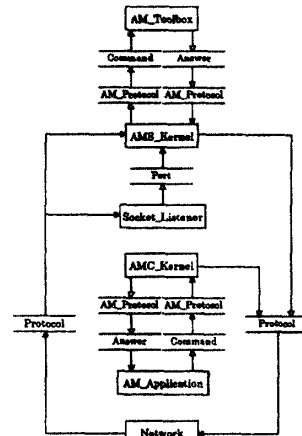 AM_Toolbox
Command Answer
AM_Protocol AM_Protocol
AMS_Kernel
Port
Socket_Listener
AMC_Kernel
AM_Protocol AM_Protocol
Protocol Protocol
Answer Command
AM_Application
Network